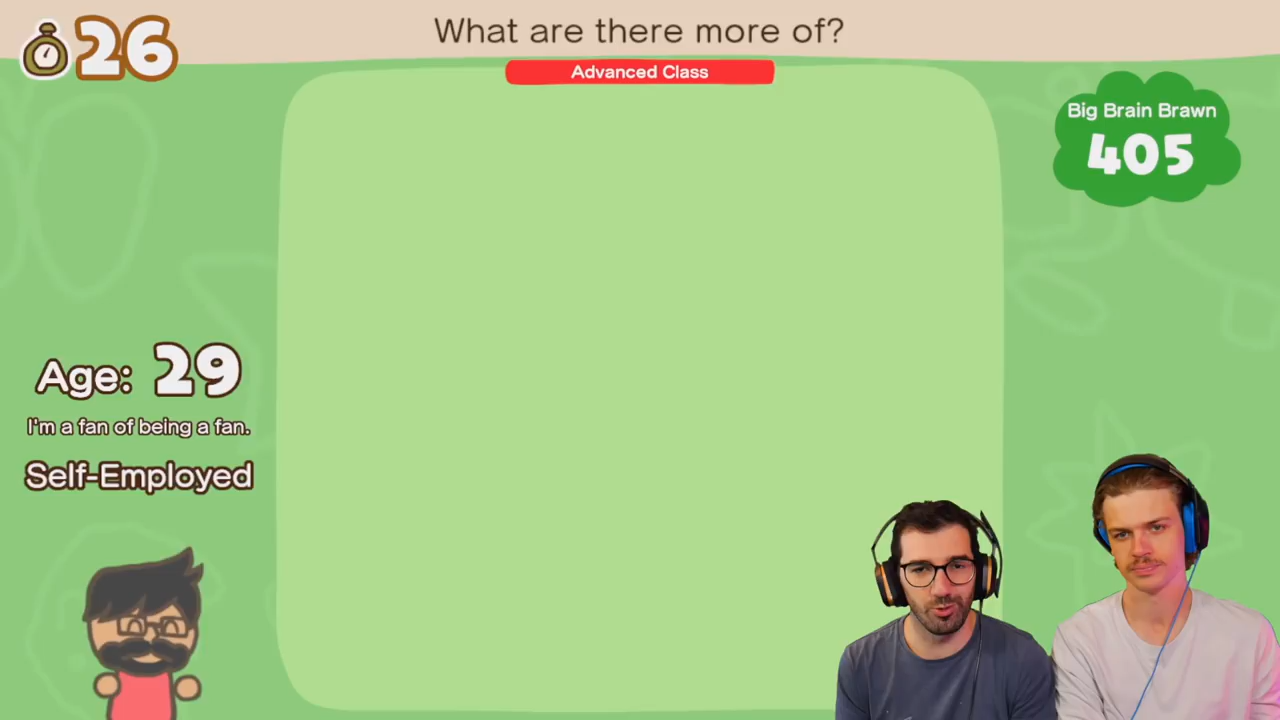 26
What are there more of?
Advanced Class
Big Brain Brawn
405
Age: 29
I'm a fan of being a fan.
Self-Employed